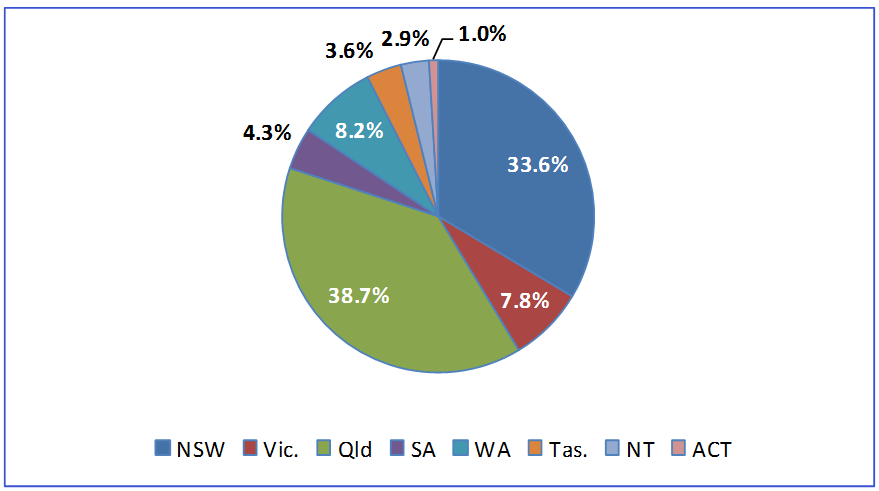 3.6% 2.9% 1.0%
8.2%
4.3%
33.6%
38.7%
7.8%
NSW Vic. Qld SA WA Tas. NT ACT